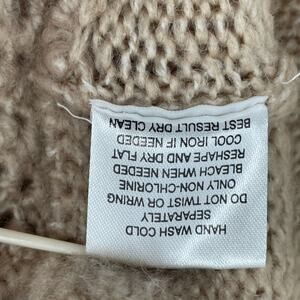 HAND WASH COLD
SEPARATELY
DO NOT TWIST OR WRING
ONLY NON-CHLORINE
BLEACH WHEN NEEDED
RESHAPE AND DRY FLAT
COOL IRON IF NEEDED
BEST RESULT DRY CLEAN